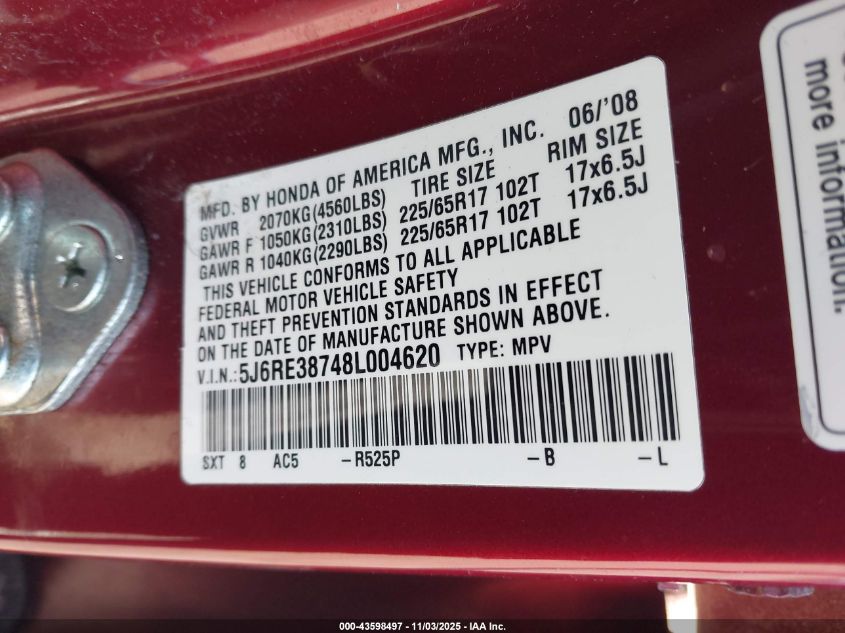 MFD. BY HONDA OF AMERICA MFG., INC. 06/'08
GVWR 2070KG(4560LBS) TIRE SIZE RIM SIZE
GAWR F 1050KG(2310LBS) 225/65R17 102T 17x6.5J
GAWR R 1040KG(2290LBS) 225/65R17 102T 17x6.5J
THIS VEHICLE CONFORMS TO ALL APPLICABLE
FEDERAL MOTOR VEHICLE SAFETY
AND THEFT PREVENTION STANDARDS IN EFFECT
ON THE DATE OF MANUFACTURE SHOWN ABOVE.
V.I.N.: 5J6RE38748L004620 TYPE: MPV
SXT 8 AC5 -R525P -B -L
more information.
000-43598497 - 11/03/2025 - IAA Inc.